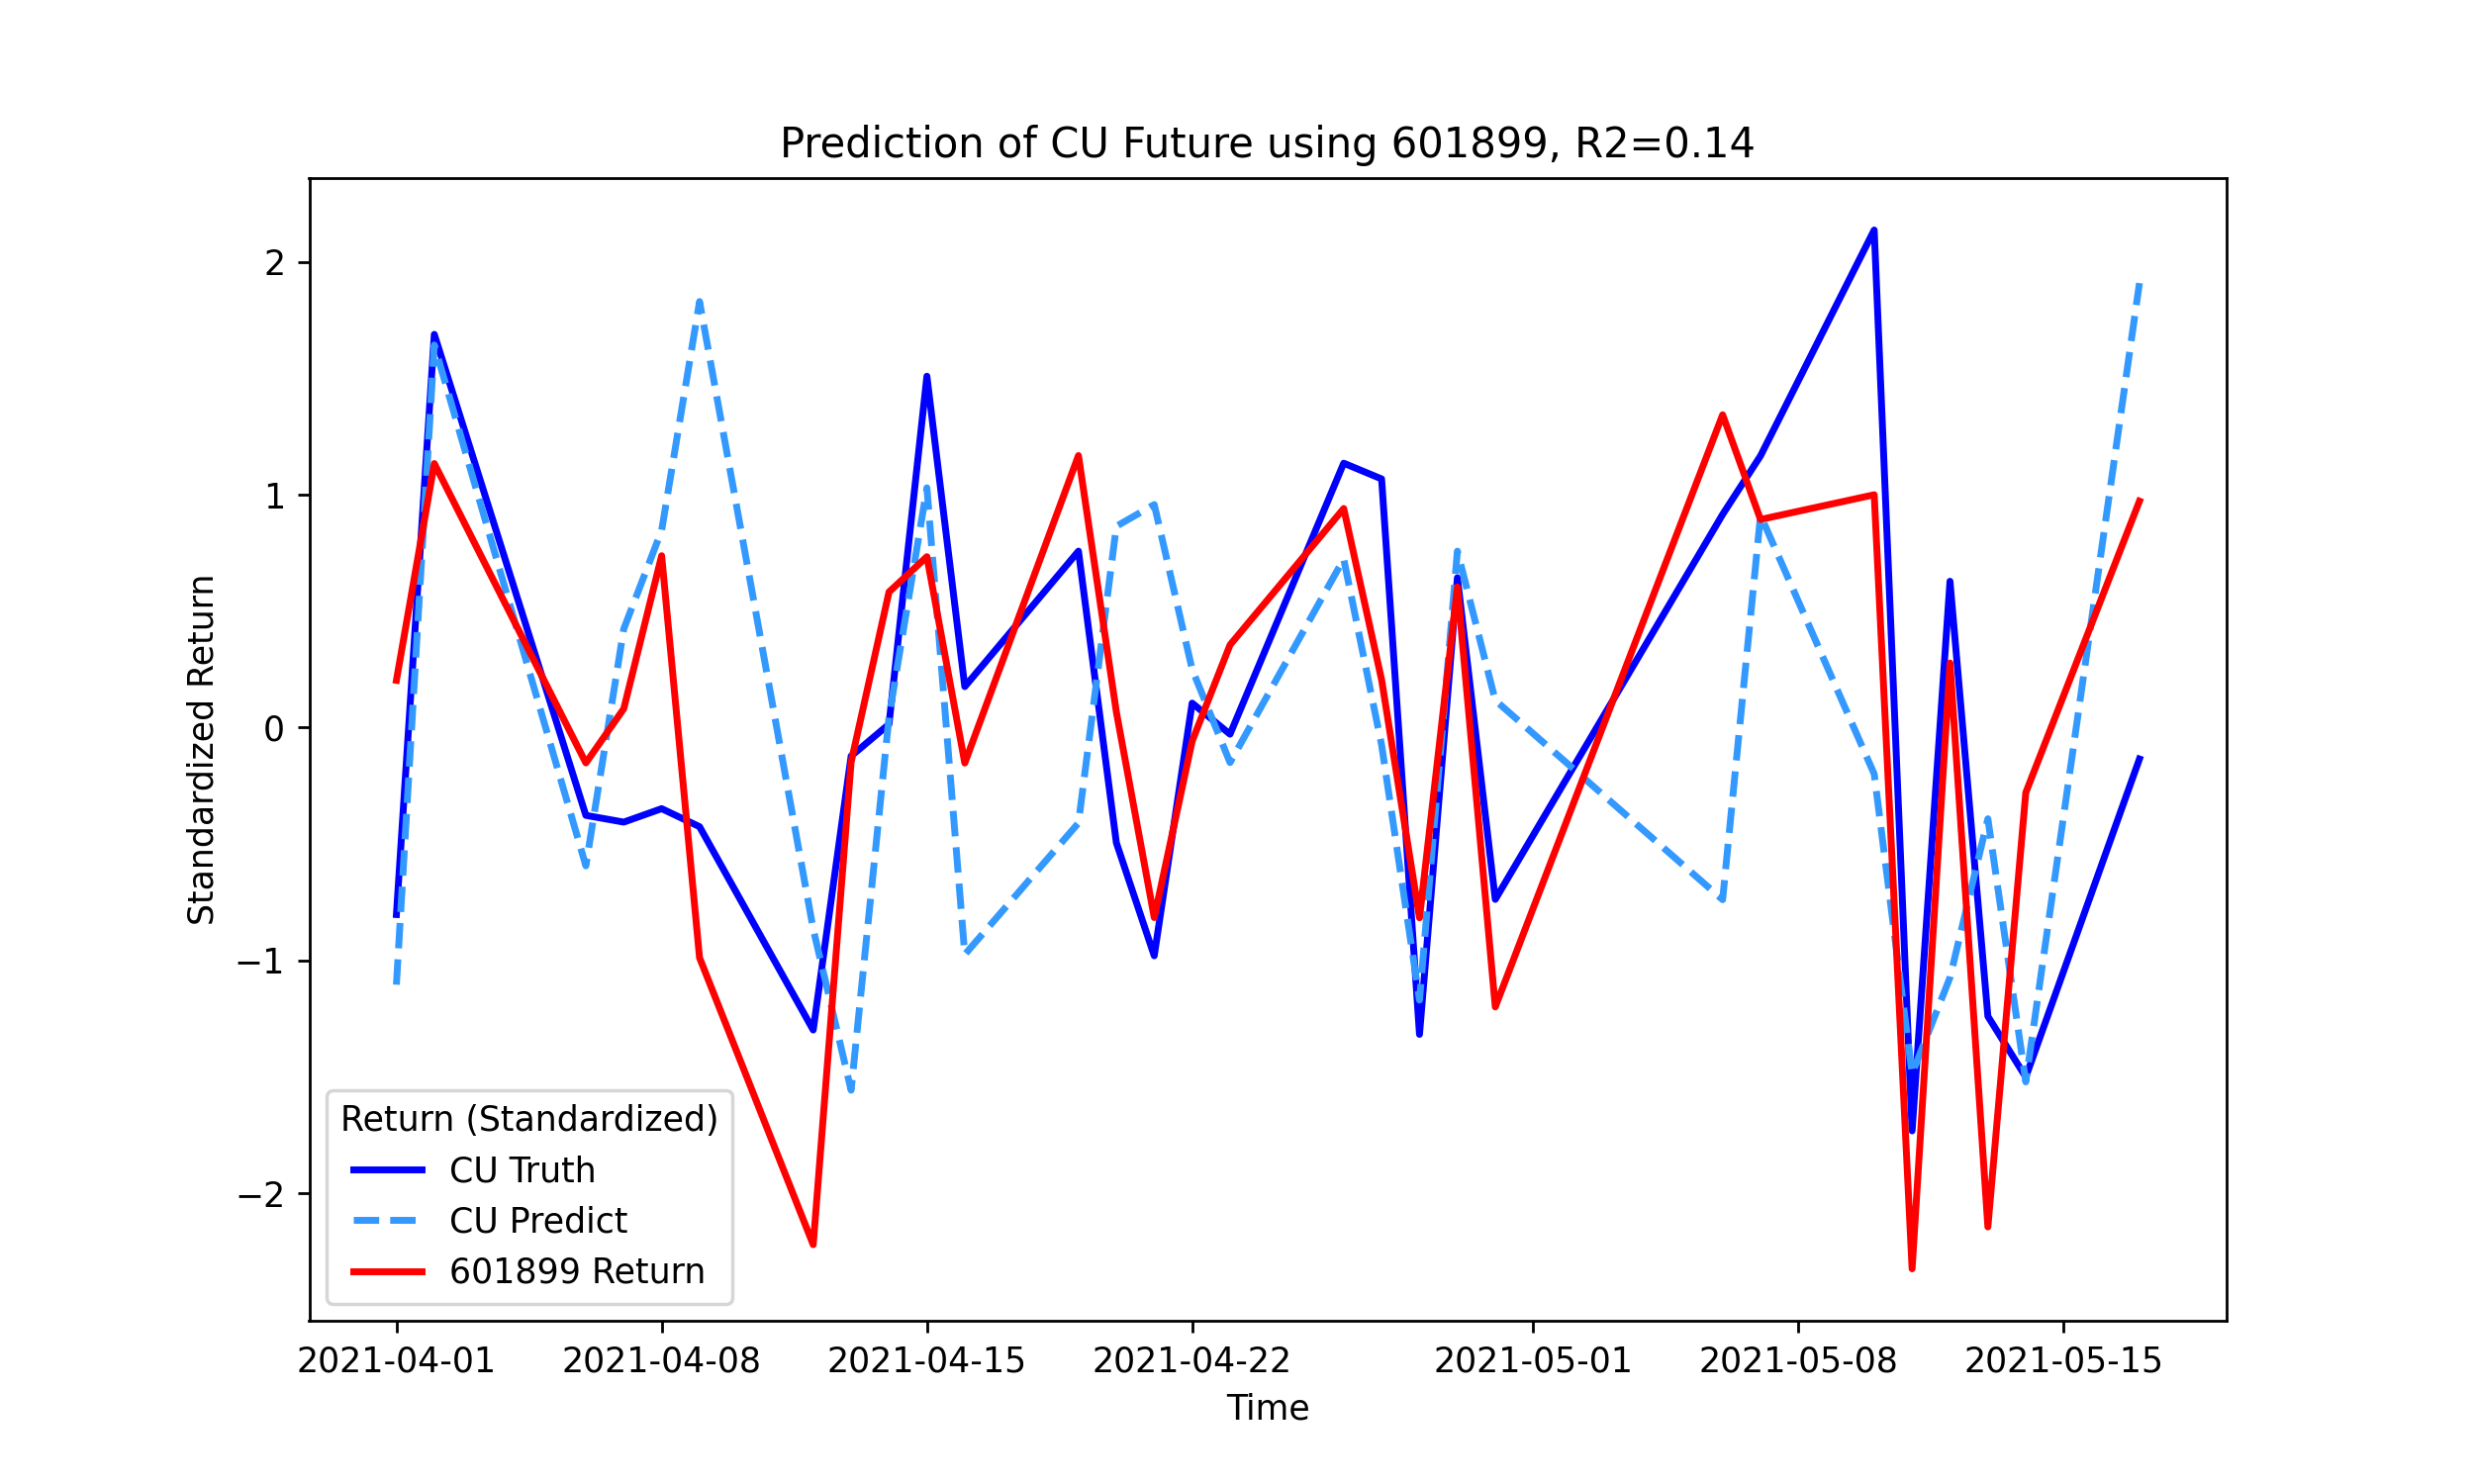 Prediction of CU Future using 601899, R2=0.14
Standardized Return
2
1
0
−1
−2
Return (Standardized)
CU Truth
CU Predict
601899 Return
2021-04-01 2021-04-08 2021-04-15 2021-04-22 2021-05-01 2021-05-08 2021-05-15
Time